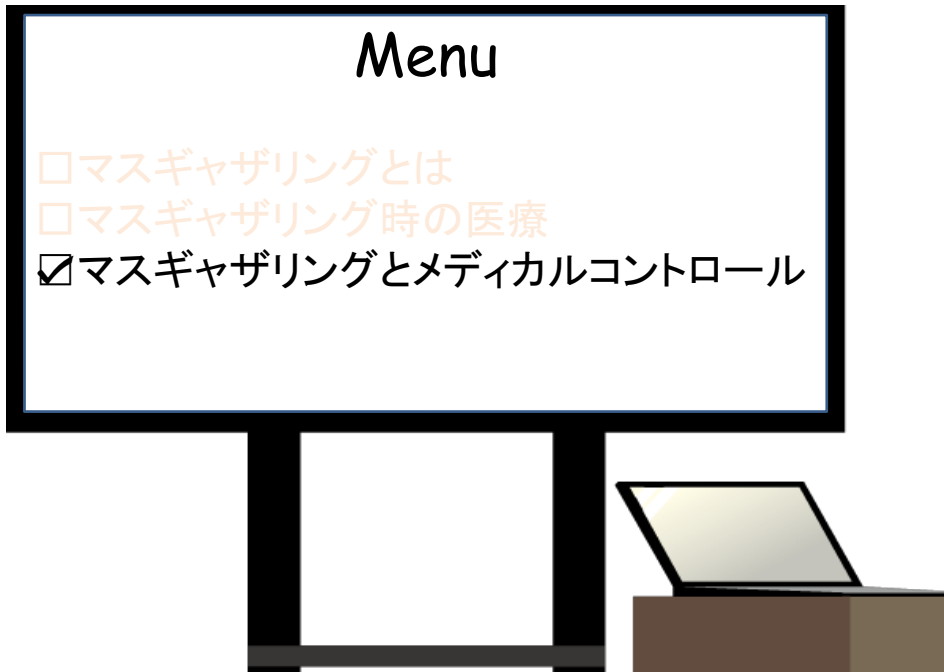 Menu
□マスギャザリングとは
□マスギャザリング時の医療
☑マスギャザリングとメディカルコントロール